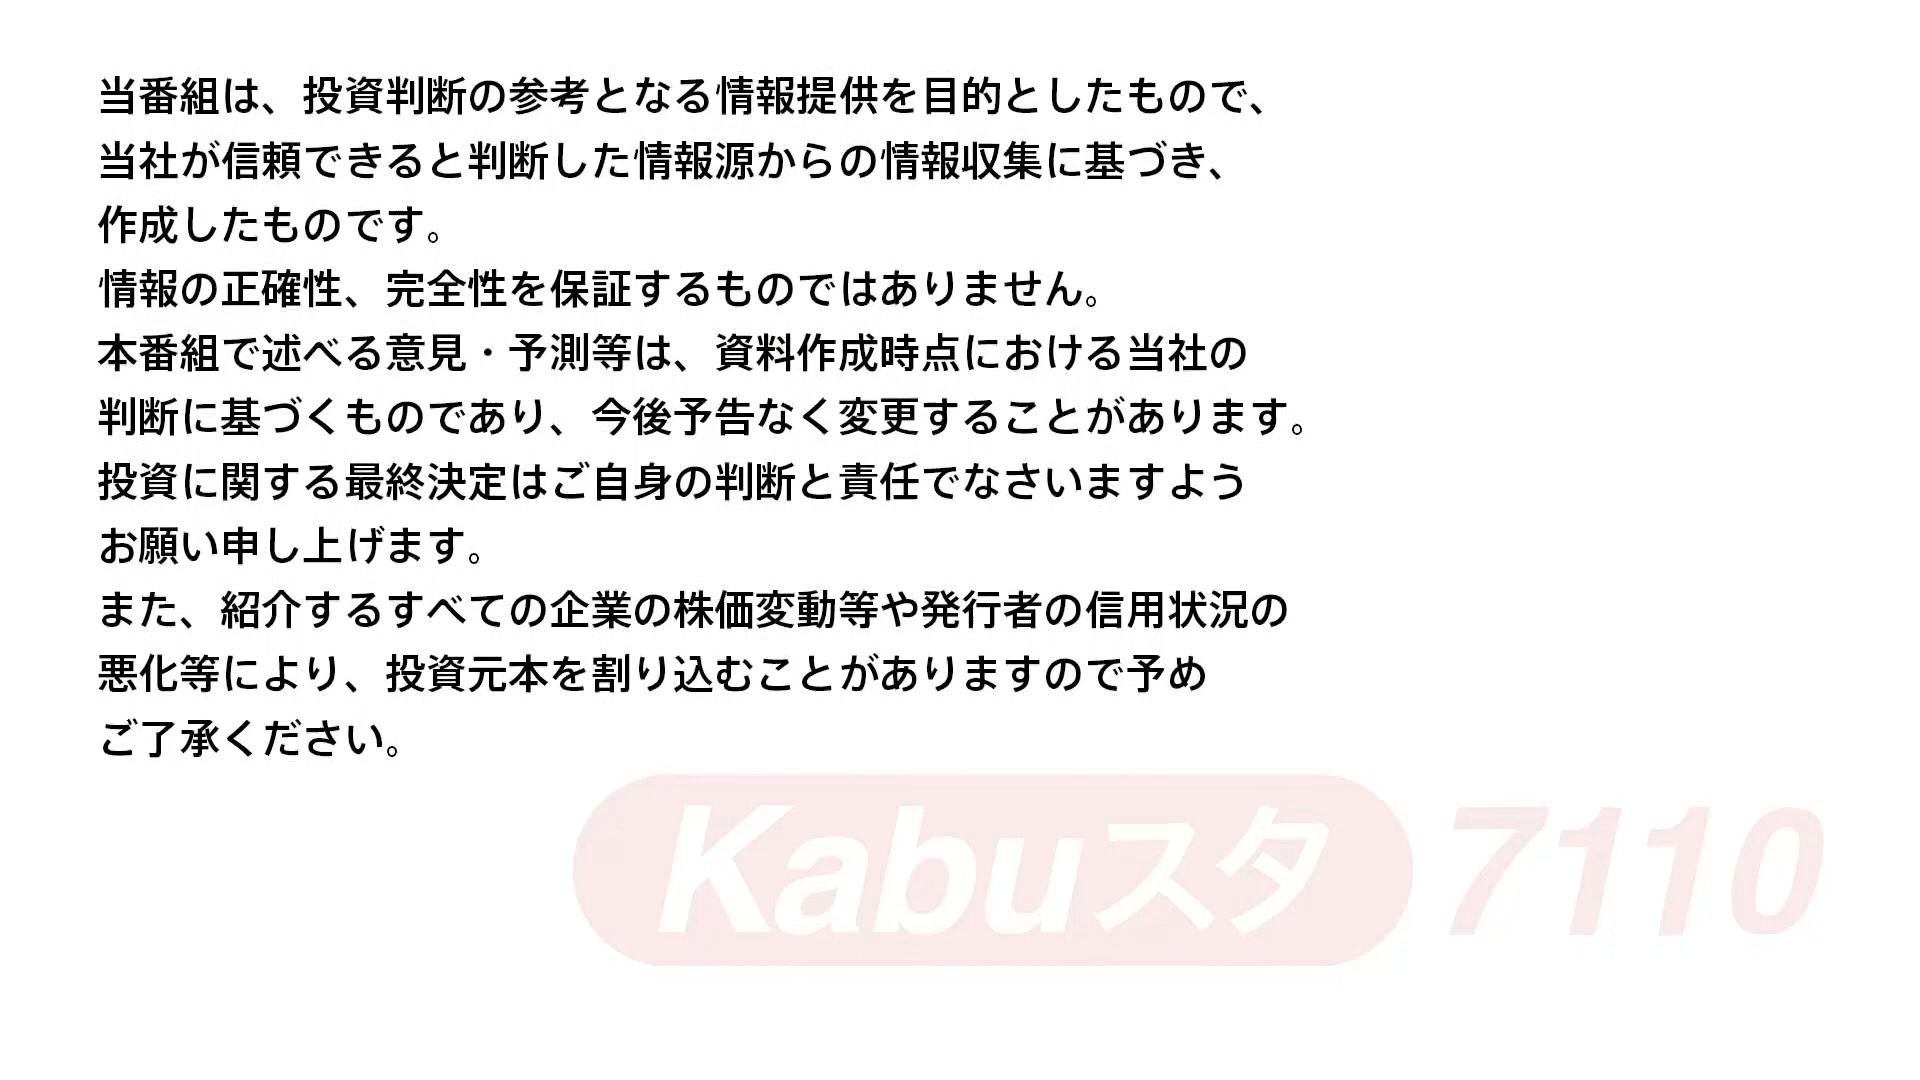 当番組は、投資判断の参考となる情報提供を目的としたもので、
当社が信頼できると判断した情報源からの情報収集に基づき、
作成したものです。
情報の正確性、完全性を保証するものではありません。
本番組で述べる意見・予測等は、資料作成時点における当社の
判断に基づくものであり、今後予告なく変更することがあります。
投資に関する最終決定はご自身の判断と責任でなさいますよう
お願い申し上げます。
また、紹介するすべての企業の株価変動等や発行者の信用状況の
悪化等により、投資元本を割り込むことがありますので予め
ご了承ください。
Kabuスタ 7110